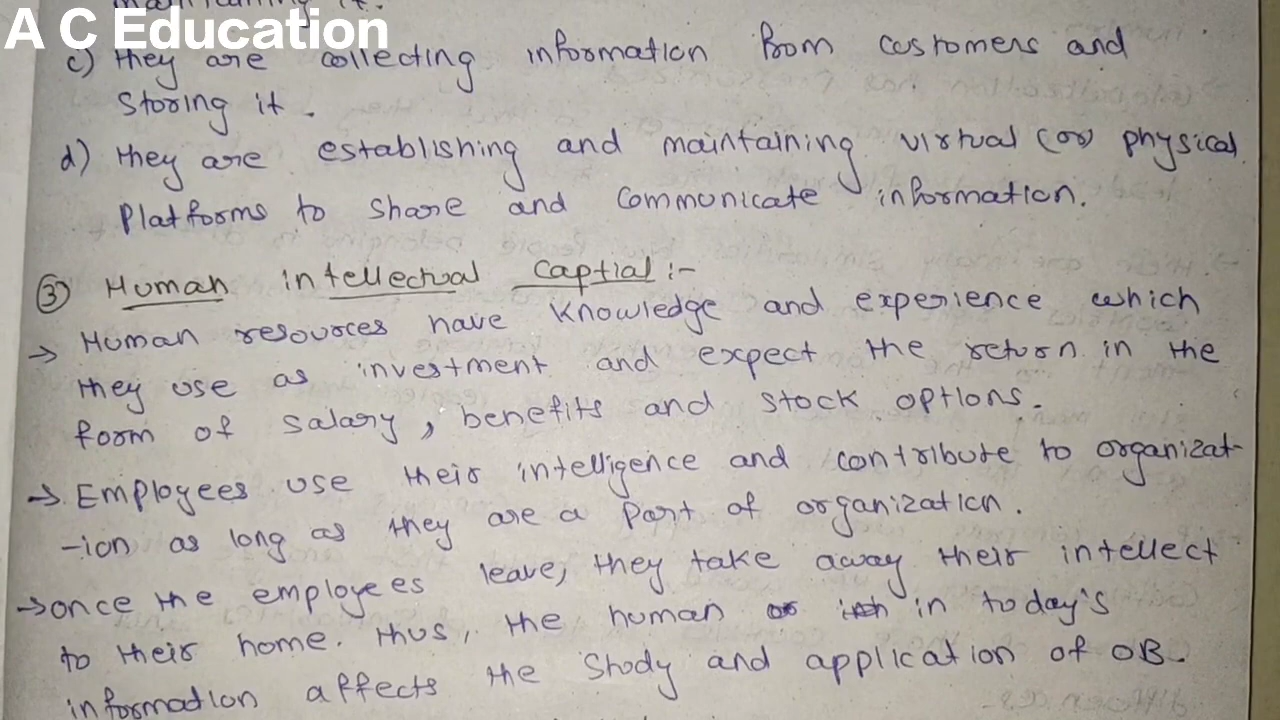 A C Education
c) they are collecting information from customers and
storing it.
d) they are establishing and maintaining virtual (or) physical
platforms to share and communicate information.
③ Human intellectual captial :-
→ Human resources have knowledge and experience which
they use as investment and expect the return in the
form of salary, benefits and stock options.
→ Employees use their intelligence and contribute to organizat-
-ion as long as they are a part of organization.
→ once the employees leave, they take away their intellect
to their home. Thus, the human in today's
information affects the study and application of OB.